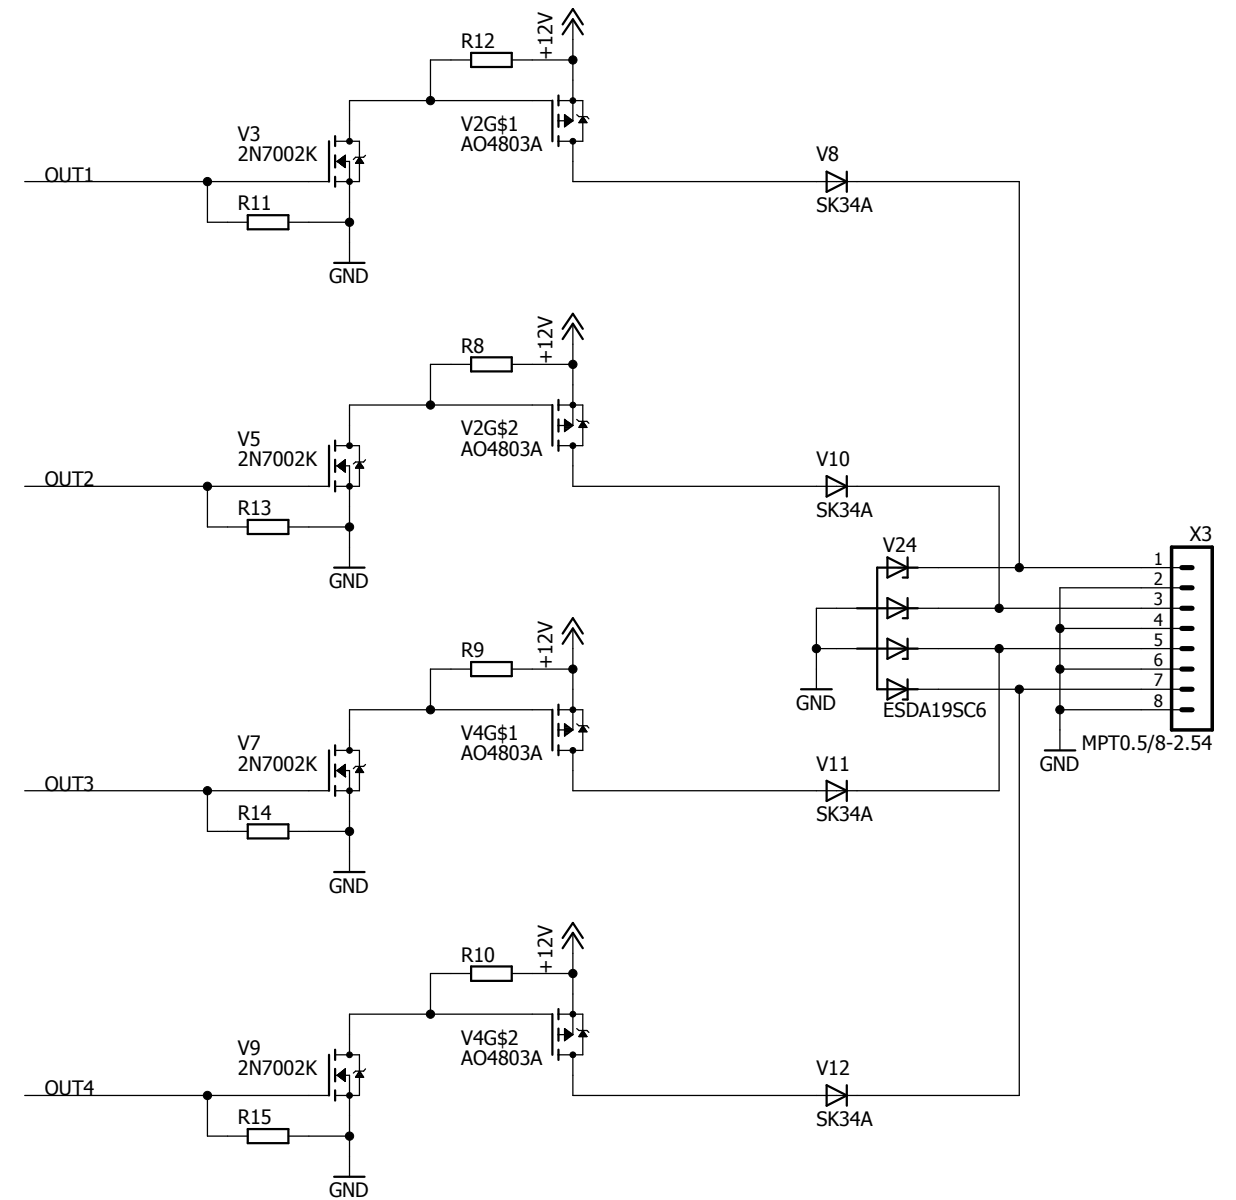 +12V
R12
V3
2N7002K
V2G$1
AO4803A
OUT1
R11
GND
V8
SK34A
+12V
R8
V5
2N7002K
V2G$2
AO4803A
OUT2
R13
GND
V10
SK34A
V24
X3
1
2
3
4
5
6
7
8
GND
ESDA19SC6
GND
MPT0.5/8-2.54
+12V
R9
V7
2N7002K
V4G$1
AO4803A
OUT3
R14
GND
V11
SK34A
+12V
R10
V9
2N7002K
V4G$2
AO4803A
OUT4
R15
GND
V12
SK34A